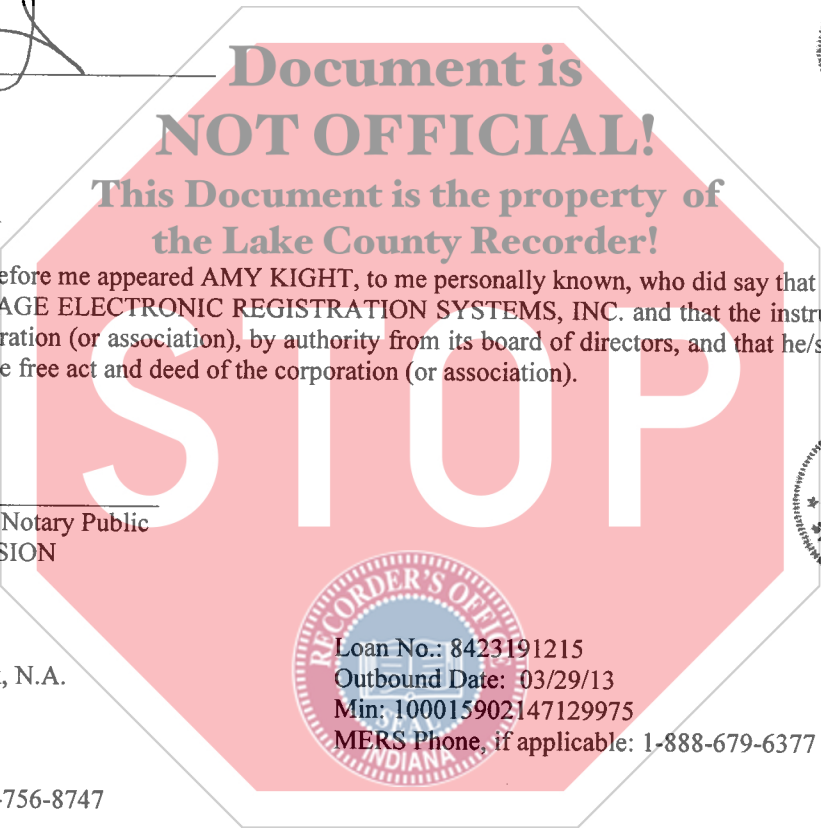 Document is
NOT OFFICIAL!
This Document is the property of
the Lake County Recorder!
efore me appeared AMY KIGHT, to me personally known, who did say that
AGE ELECTRONIC REGISTRATION SYSTEMS, INC. and that the instru
ration (or association), by authority from its board of directors, and that he/s
e free act and deed of the corporation (or association).
STOP
Notary Public
SION
RECORDER'S OFFICE
SEAL
INDIANA
Loan No.: 8423191215
, N.A.
Outbound Date: 03/29/13
Min: 100015902147129975
MERS Phone, if applicable: 1-888-679-6377
-756-8747